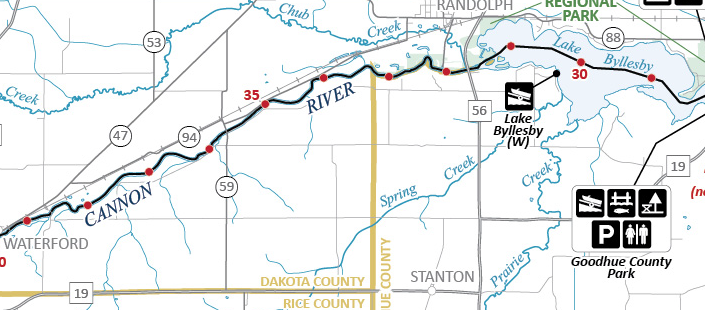 RANDOLPH
REGIONAL
PARK
Chub
Creek
88
53
Lake
Byllesby
30
Creek
35
RIVER
56
Lake
Byllesby
(W)
47
94
19
59
Creek
Spring
Creek
CANNON
P
WATERFORD
Goodhue County
Park
Prairie
STANTON
DAKOTA COUNTY
RICE COUNTY
UE COUNTY
19